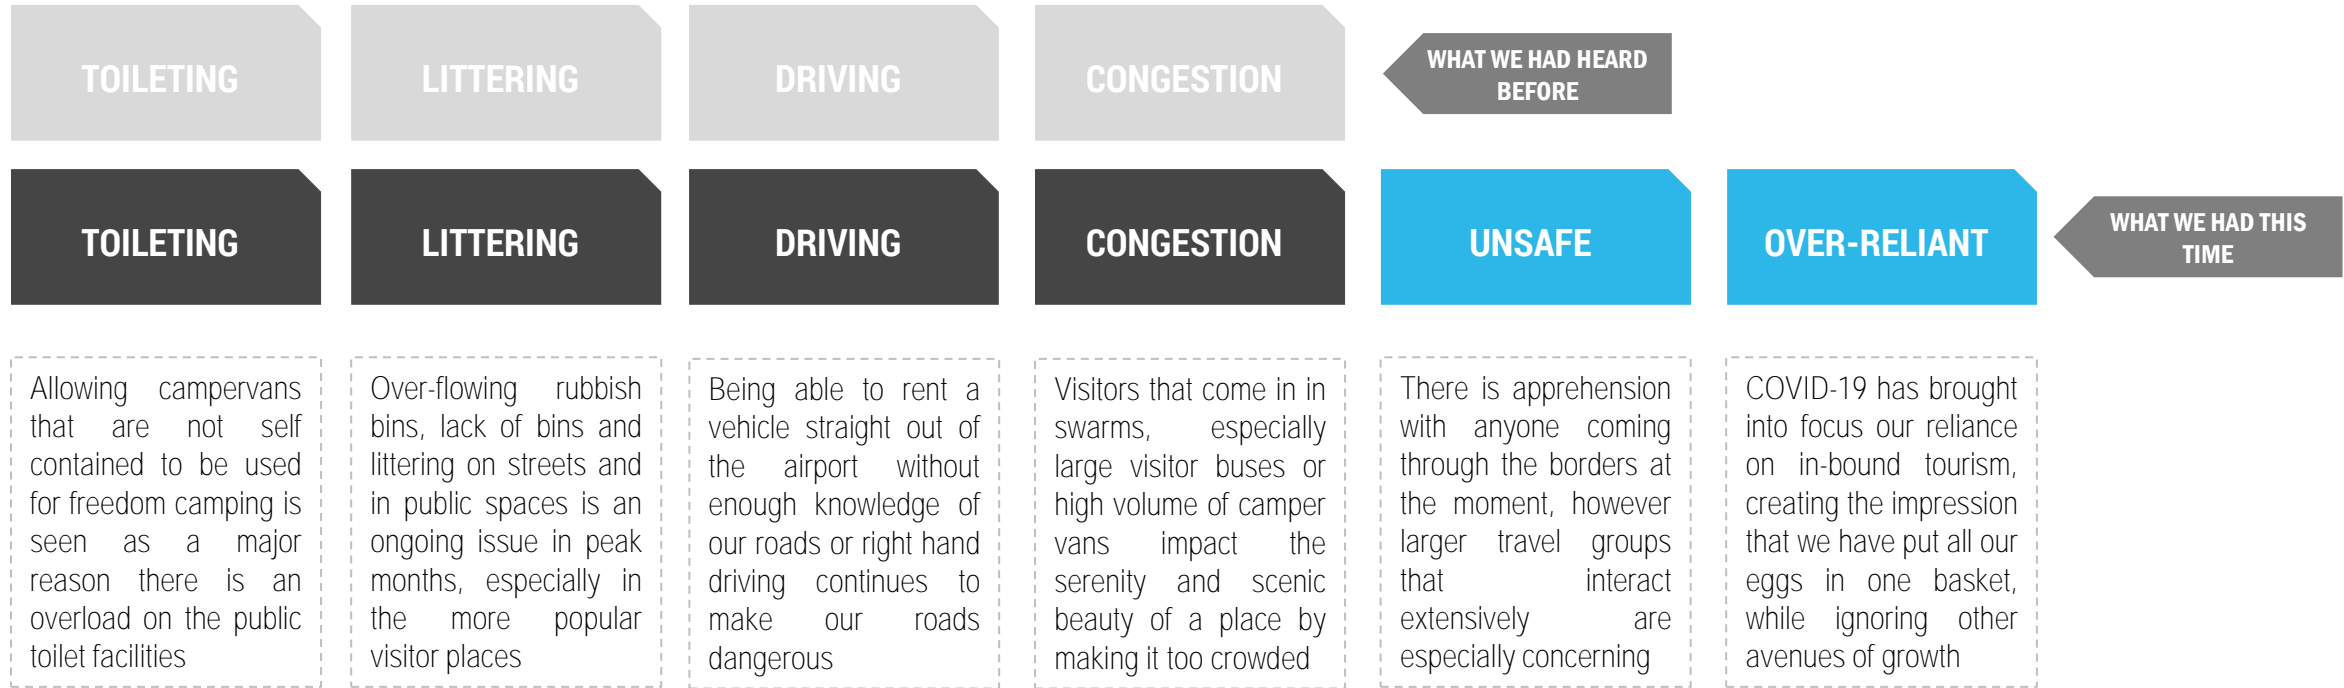 TOILETING
LITTERING
DRIVING
CONGESTION
WHAT WE HAD HEARD
BEFORE
TOILETING
LITTERING
DRIVING
CONGESTION
UNSAFE
OVER-RELIANT
WHAT WE HAD THIS
TIME
Allowing campervans
that are not self
contained to be used
for freedom camping is
seen as a major
reason there is an
overload on the public
toilet facilities
Over-flowing rubbish
bins, lack of bins and
littering on streets and
in public spaces is an
ongoing issue in peak
months, especially in
the more popular
visitor places
Being able to rent a
vehicle straight out of
the airport without
enough knowledge of
our roads or right hand
driving continues to
make our roads
dangerous
Visitors that come in in
swarms, especially
large visitor buses or
high volume of camper
vans impact the
serenity and scenic
beauty of a place by
making it too crowded
There is apprehension
with anyone coming
through the borders at
the moment, however
larger travel groups
that interact
extensively are
especially concerning
COVID-19 has brought
into focus our reliance
on in-bound tourism,
creating the impression
that we have put all our
eggs in one basket,
while ignoring other
avenues of growth